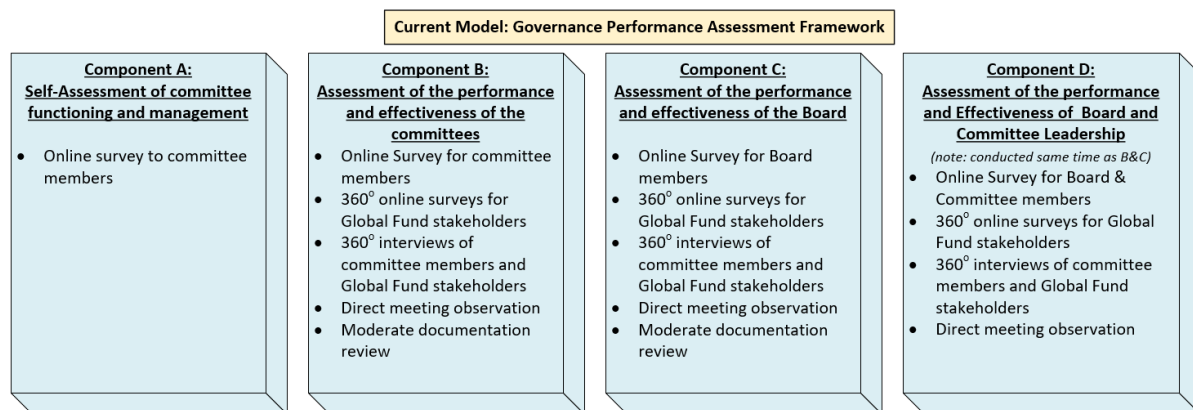 Current Model: Governance Performance Assessment Framework
Component A:
Self-Assessment of committee
functioning and management
• Online survey to committee
members
Component B:
Assessment of the performance
and effectiveness of the
committees
• Online Survey for committee
members
• 360° online surveys for
Global Fund stakeholders
• 360° interviews of
committee members and
Global Fund stakeholders
• Direct meeting observation
• Moderate documentation
review
Component C:
Assessment of the performance
and effectiveness of the Board
• Online Survey for Board
members
• 360° online surveys for
Global Fund stakeholders
• 360° interviews of
committee members and
Global Fund stakeholders
• Direct meeting observation
• Moderate documentation
review
Component D:
Assessment of the performance
and Effectiveness of Board and
Committee Leadership
(note: conducted same time as B&C)
• Online Survey for Board &
Committee members
• 360° online surveys for Global
Fund stakeholders
• 360° interviews of committee
members and Global Fund
stakeholders
• Direct meeting observation